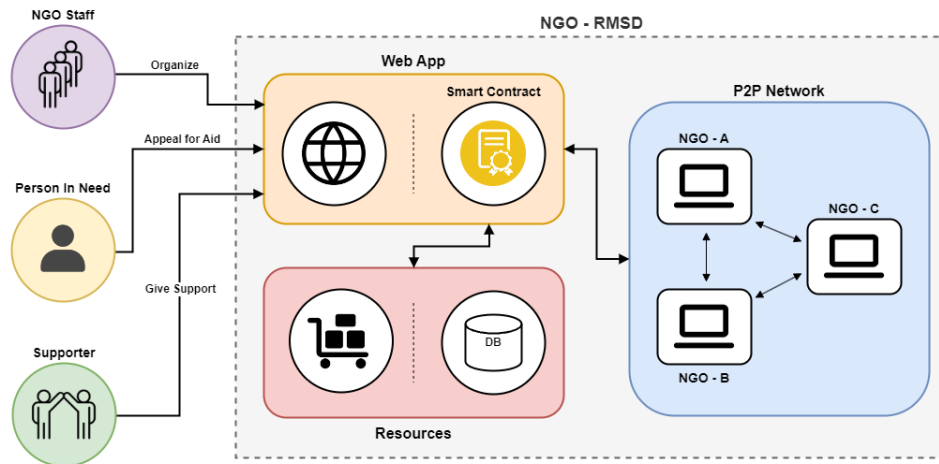 NGO Staff
NGO - RMSD
Organize
Web App
Smart Contract
P2P Network
Appeal for Aid
NGO - A
Person In Need
NGO - C
Give Support
Supporter
DB
NGO - B
Resources